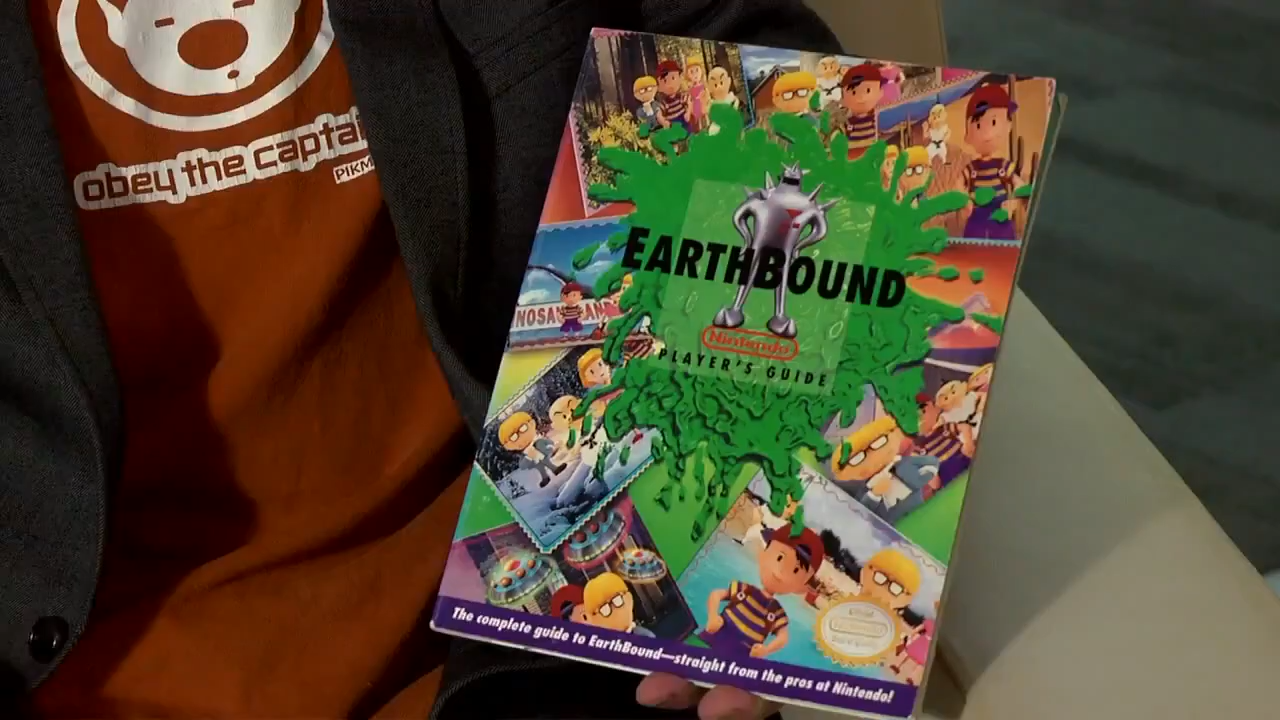 obey the captai
PIKM
EARTHBOUND
Nintendo
PLAYER'S GUIDE
The complete guide to EarthBound—straight from the pros at Nintendo!